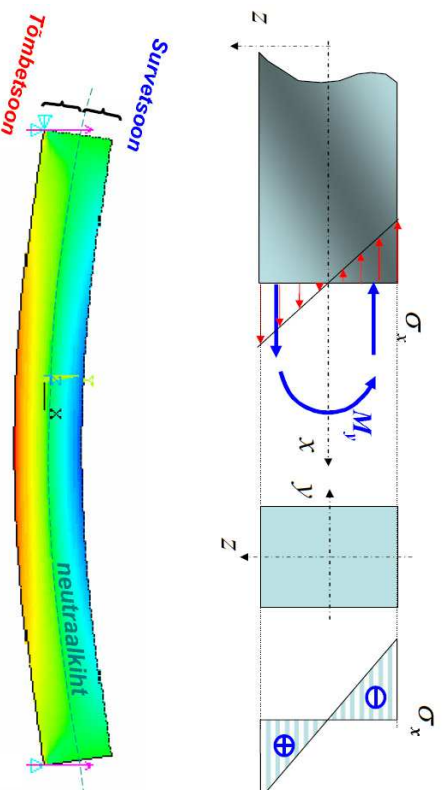 z
σx
My
x
y
z
σx
⊖
⊕
Survetsoon
Tõmbetsoon
Y
X
neutraalkiht